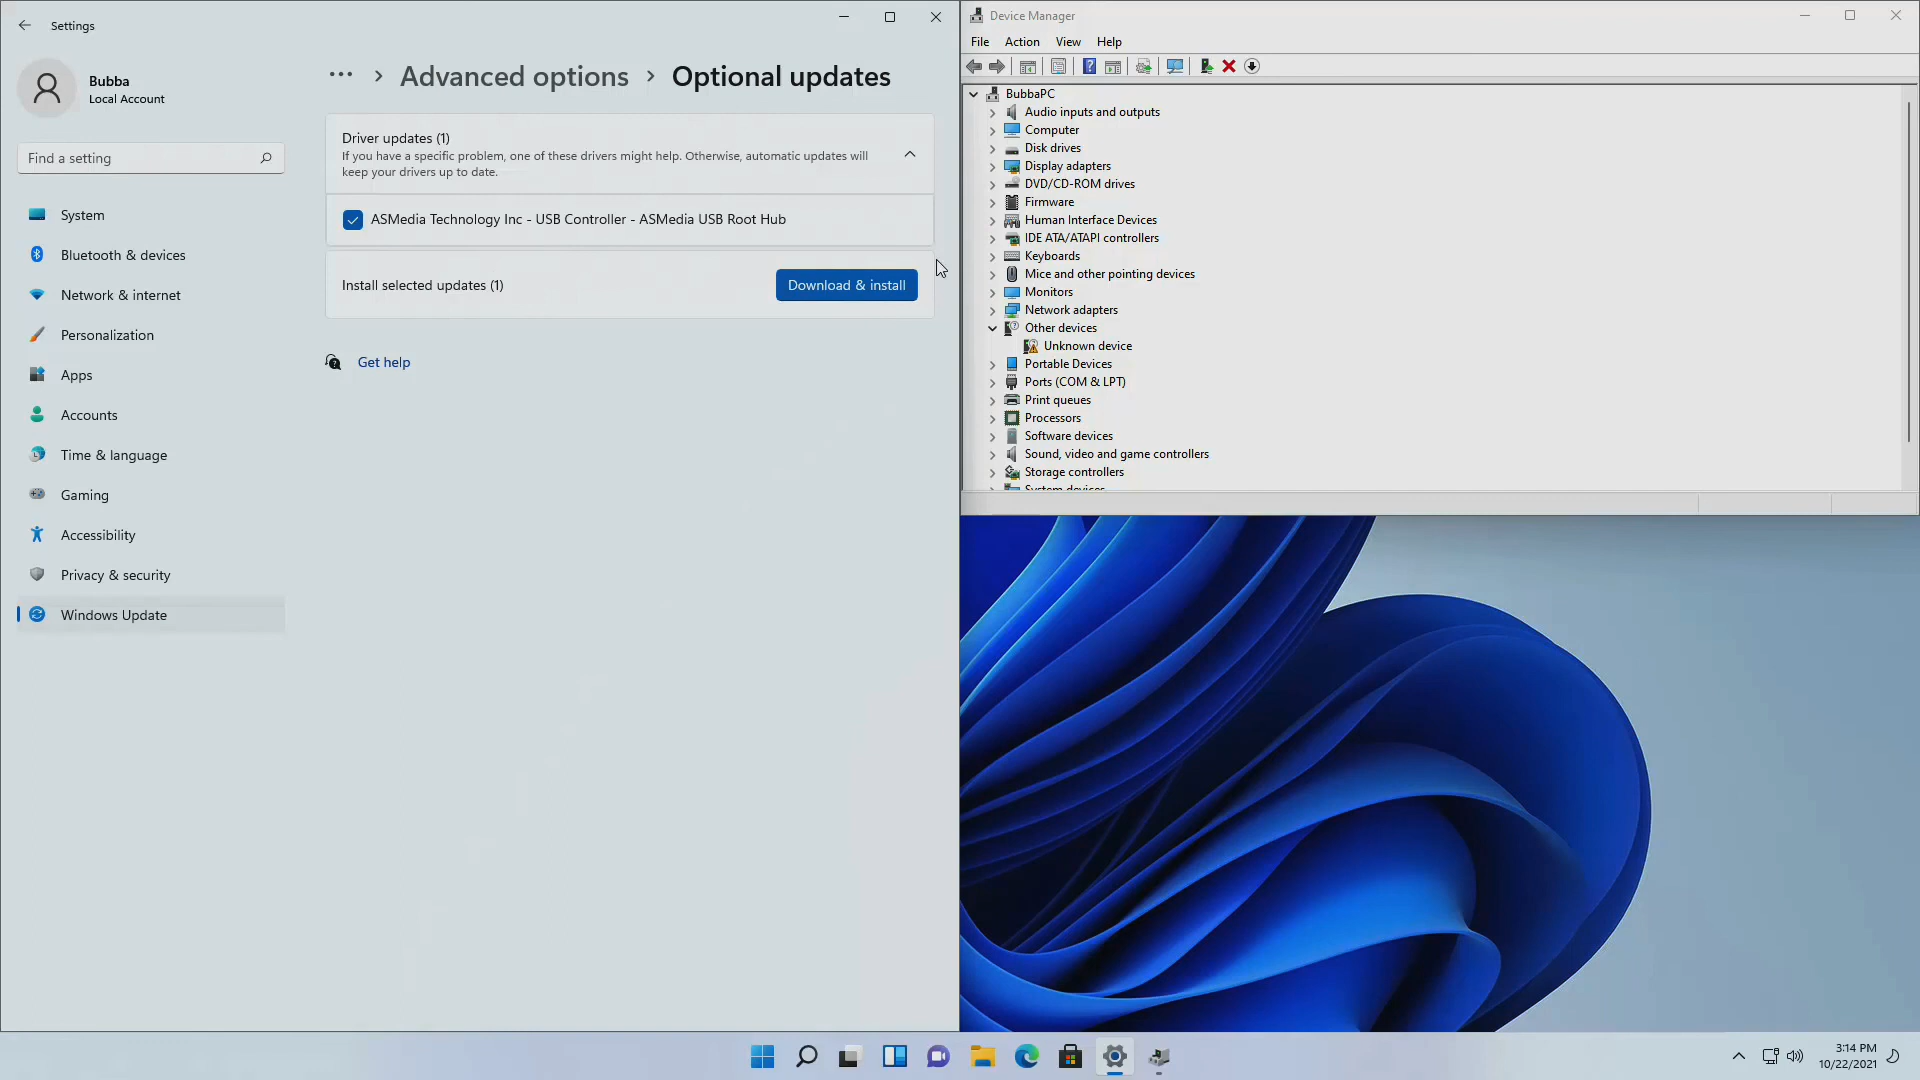 Settings
Bubba
Local Account
Find a setting
System
Bluetooth & devices
Network & internet
Personalization
Apps
Accounts
Time & language
Gaming
Accessibility
Privacy & security
Windows Update
Advanced options
Optional updates
Driver updates (1)
If you have a specific problem, one of these drivers might help. Otherwise, automatic updates will
keep your drivers up to date.
ASMedia Technology Inc - USB Controller - ASMedia USB Root Hub
Install selected updates (1)
Download & install
Get help
Device Manager
File Action View Help
BubbaPC
Audio inputs and outputs
Computer
Disk drives
Display adapters
DVD/CD-ROM drives
Firmware
Human Interface Devices
IDE ATA/ATAPI controllers
Keyboards
Mice and other pointing devices
Monitors
Network adapters
Other devices
Unknown device
Portable Devices
Ports (COM & LPT)
Print queues
Processors
Software devices
Sound, video and game controllers
Storage controllers
System devices
3:14 PM
10/22/2021